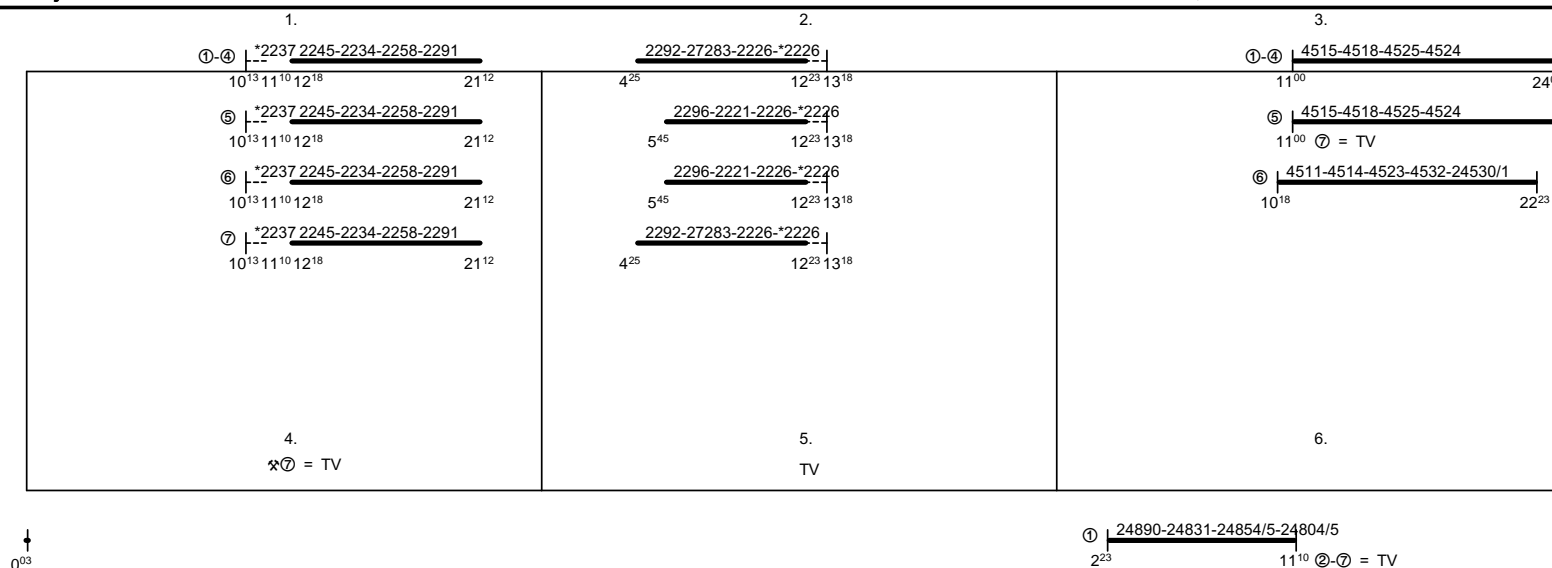 1. 2. 3.
①-④ *2237 2245-2234-2258-2291 2292-27283-2226-*2226 ①-④ 4515-4518-4525-4524
10¹³ 11¹⁰ 12¹⁸ 21¹² 4²⁵ 12²³ 13¹⁸ 11⁰⁰ 24
⑤ *2237 2245-2234-2258-2291 2296-2221-2226-*2226 ⑤ 4515-4518-4525-4524
10¹³ 11¹⁰ 12¹⁸ 21¹² 5⁴⁵ 12²³ 13¹⁸ 11⁰⁰ ⑦ = TV
⑥ *2237 2245-2234-2258-2291 2296-2221-2226-*2226 ⑥ 4511-4514-4523-4532-24530/1
10¹³ 11¹⁰ 12¹⁸ 21¹² 5⁴⁵ 12²³ 13¹⁸ 10¹⁸ 22²³
⑦ *2237 2245-2234-2258-2291 2292-27283-2226-*2226
10¹³ 11¹⁰ 12¹⁸ 21¹² 4²⁵ 12²³ 13¹⁸
4. 5. 6.
⚒⑦ = TV TV
① 24890-24831-24854/5-24804/5
0⁰³ 2²³ 11¹⁰ ②-⑦ = TV